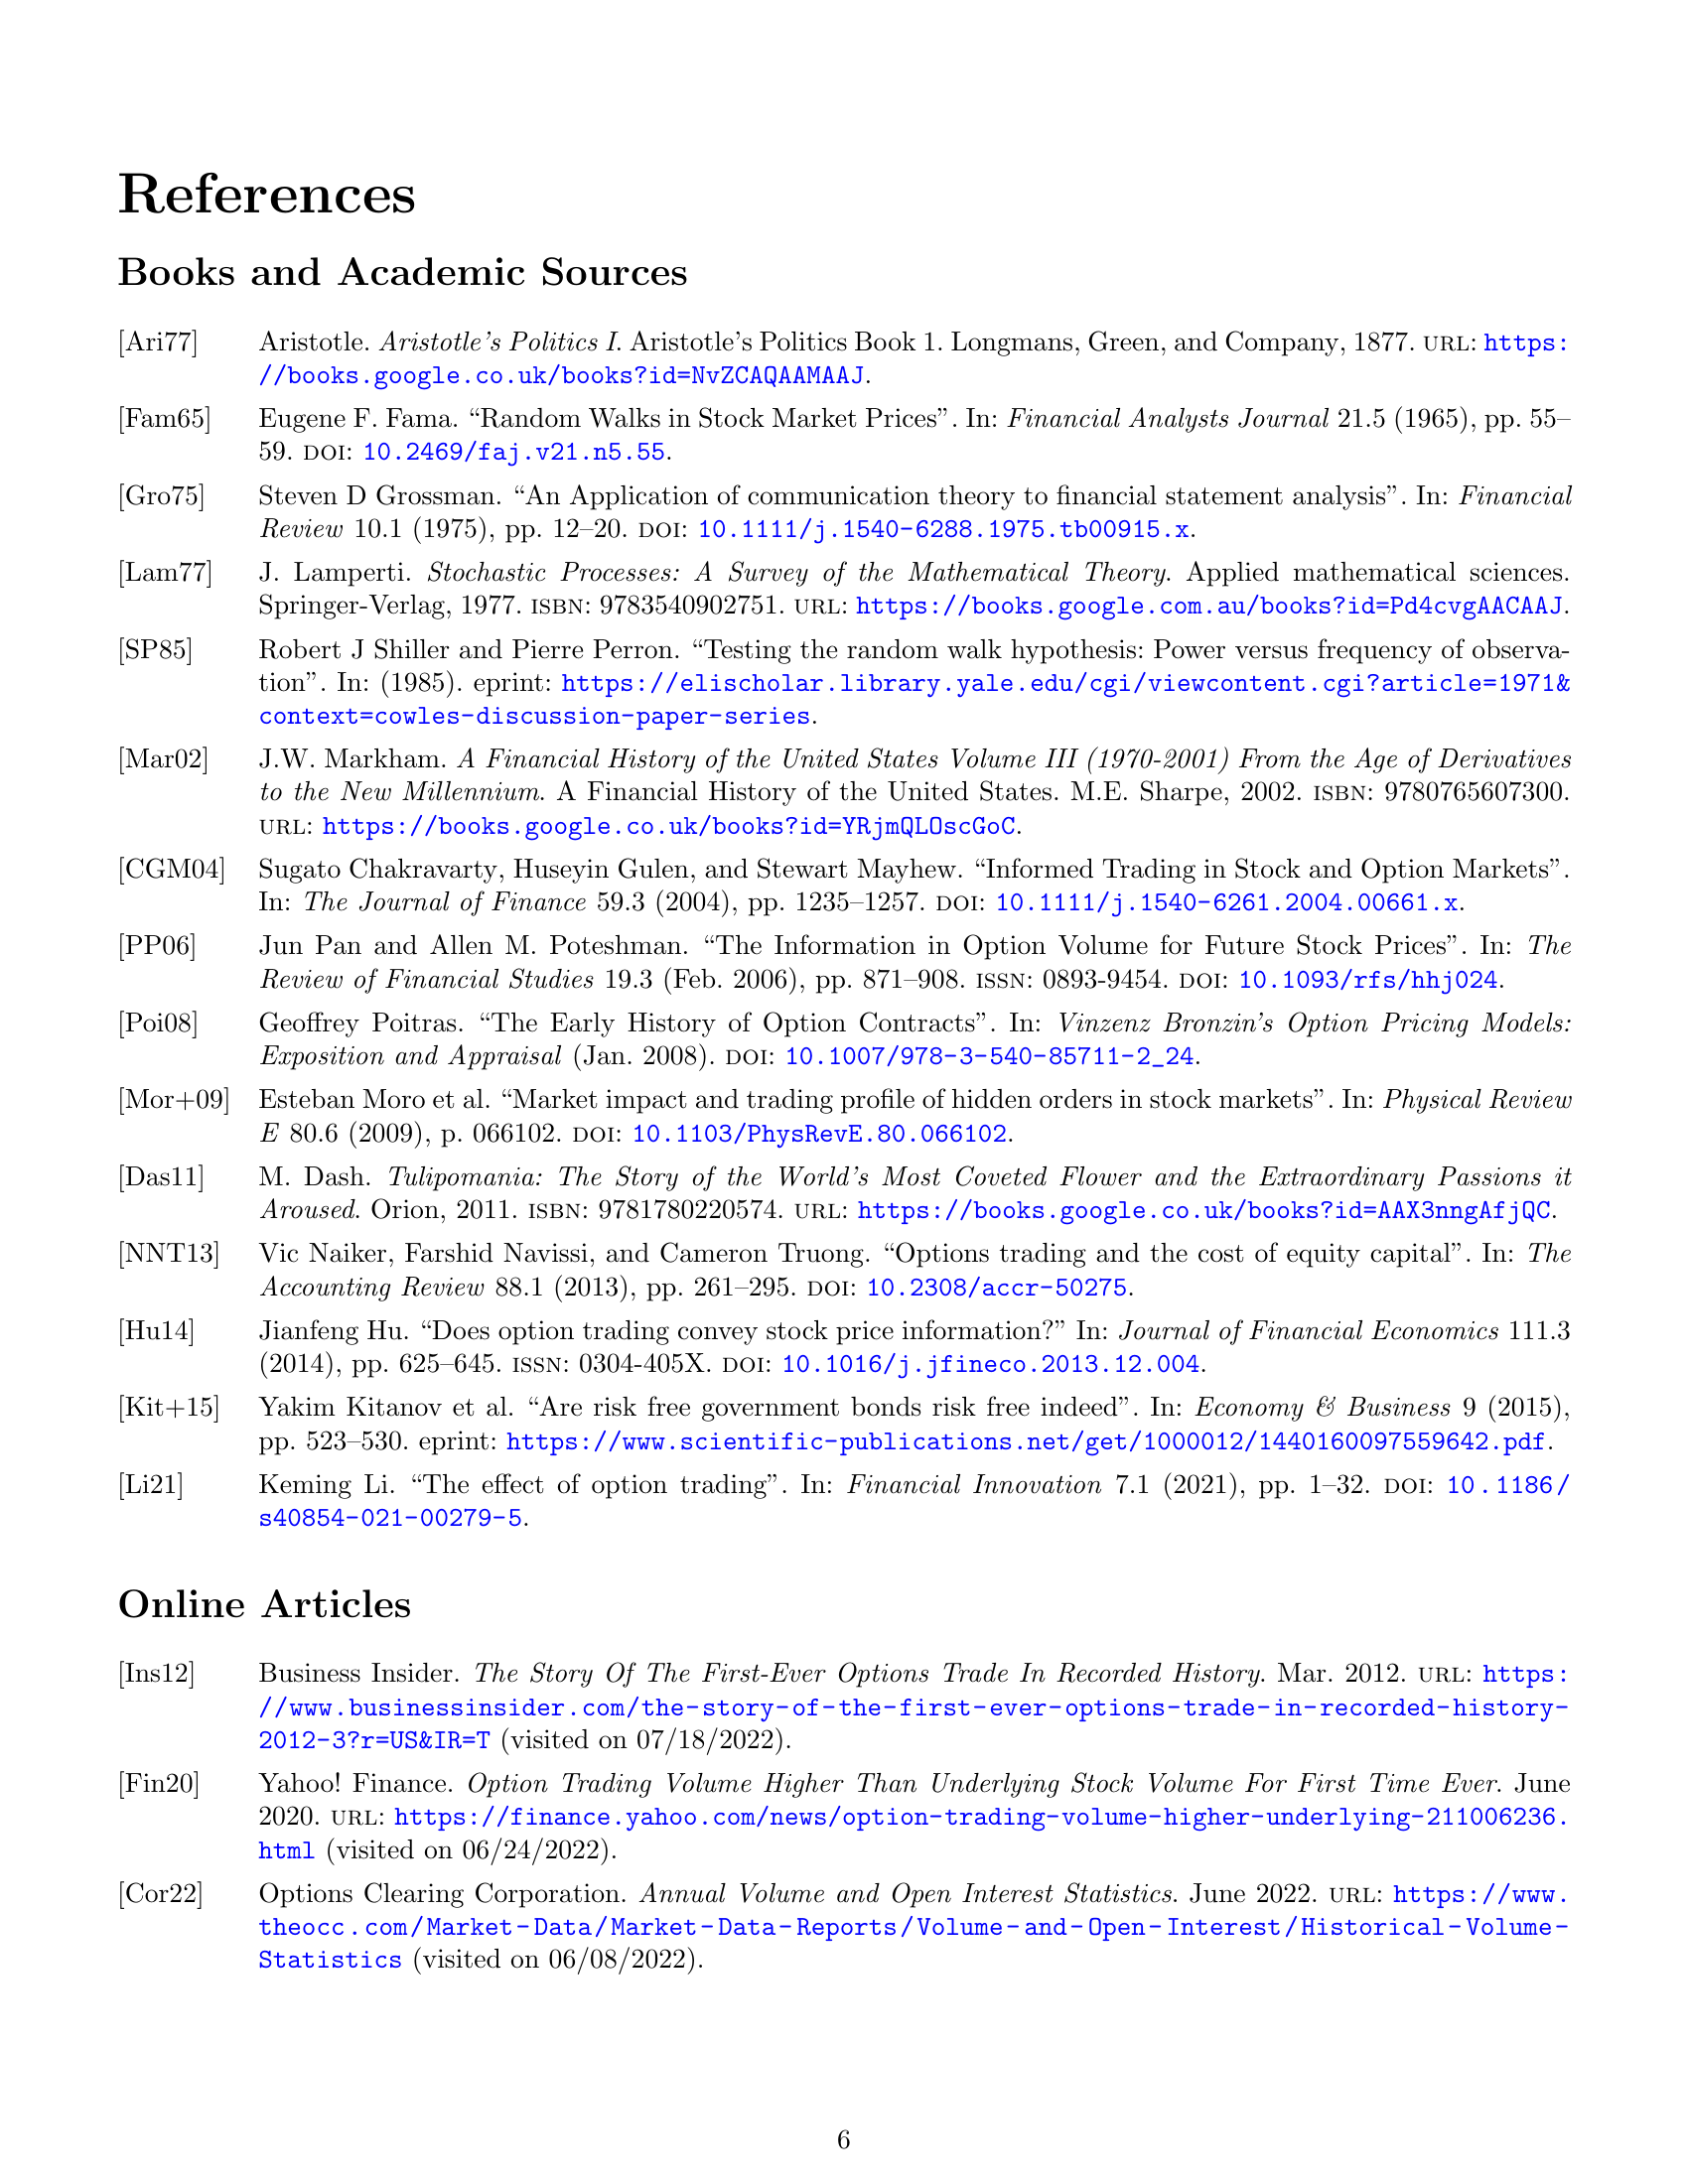 References
Books and Academic Sources
[Ari77] Aristotle. Aristotle's Politics I. Aristotle's Politics Book 1. Longmans, Green, and Company, 1877. URL: https:
//books.google.co.uk/books?id=NvZCAQAAMAAJ.
[Fam65] Eugene F. Fama. “Random Walks in Stock Market Prices”. In: Financial Analysts Journal 21.5 (1965), pp. 55–
59. DOI: 10.2469/faj.v21.n5.55.
[Gro75] Steven D Grossman. “An Application of communication theory to financial statement analysis”. In: Financial
Review 10.1 (1975), pp. 12–20. DOI: 10.1111/j.1540-6288.1975.tb00915.x.
[Lam77] J. Lamperti. Stochastic Processes: A Survey of the Mathematical Theory. Applied mathematical sciences.
Springer-Verlag, 1977. ISBN: 9783540902751. URL: https://books.google.com.au/books?id=Pd4cvgAACAAJ.
[SP85] Robert J Shiller and Pierre Perron. “Testing the random walk hypothesis: Power versus frequency of observa-
tion”. In: (1985). eprint: https://elischolar.library.yale.edu/cgi/viewcontent.cgi?article=1971&
context=cowles-discussion-paper-series.
[Mar02] J.W. Markham. A Financial History of the United States Volume III (1970-2001) From the Age of Derivatives
to the New Millennium. A Financial History of the United States. M.E. Sharpe, 2002. ISBN: 9780765607300.
URL: https://books.google.co.uk/books?id=YRjmQLOscGoC.
[CGM04] Sugato Chakravarty, Huseyin Gulen, and Stewart Mayhew. “Informed Trading in Stock and Option Markets”.
In: The Journal of Finance 59.3 (2004), pp. 1235–1257. DOI: 10.1111/j.1540-6261.2004.00661.x.
[PP06] Jun Pan and Allen M. Poteshman. “The Information in Option Volume for Future Stock Prices”. In: The
Review of Financial Studies 19.3 (Feb. 2006), pp. 871–908. ISSN: 0893-9454. DOI: 10.1093/rfs/hhj024.
[Poi08] Geoffrey Poitras. “The Early History of Option Contracts”. In: Vinzenz Bronzin's Option Pricing Models:
Exposition and Appraisal (Jan. 2008). DOI: 10.1007/978-3-540-85711-2_24.
[Mor+09] Esteban Moro et al. “Market impact and trading profile of hidden orders in stock markets”. In: Physical Review
E 80.6 (2009), p. 066102. DOI: 10.1103/PhysRevE.80.066102.
[Das11] M. Dash. Tulipomania: The Story of the World's Most Coveted Flower and the Extraordinary Passions it
Aroused. Orion, 2011. ISBN: 9781780220574. URL: https://books.google.co.uk/books?id=AAX3nngAfjQC.
[NNT13] Vic Naiker, Farshid Navissi, and Cameron Truong. “Options trading and the cost of equity capital”. In: The
Accounting Review 88.1 (2013), pp. 261–295. DOI: 10.2308/accr-50275.
[Hu14] Jianfeng Hu. “Does option trading convey stock price information?” In: Journal of Financial Economics 111.3
(2014), pp. 625–645. ISSN: 0304-405X. DOI: 10.1016/j.jfineco.2013.12.004.
[Kit+15] Yakim Kitanov et al. “Are risk free government bonds risk free indeed”. In: Economy & Business 9 (2015),
pp. 523–530. eprint: https://www.scientific-publications.net/get/1000012/1440160097559642.pdf.
[Li21] Keming Li. “The effect of option trading”. In: Financial Innovation 7.1 (2021), pp. 1–32. DOI: 10.1186/
s40854-021-00279-5.
Online Articles
[Ins12] Business Insider. The Story Of The First-Ever Options Trade In Recorded History. Mar. 2012. URL: https:
//www.businessinsider.com/the-story-of-the-first-ever-options-trade-in-recorded-history-
2012-3?r=US&IR=T (visited on 07/18/2022).
[Fin20] Yahoo! Finance. Option Trading Volume Higher Than Underlying Stock Volume For First Time Ever. June
2020. URL: https://finance.yahoo.com/news/option-trading-volume-higher-underlying-211006236.
html (visited on 06/24/2022).
[Cor22] Options Clearing Corporation. Annual Volume and Open Interest Statistics. June 2022. URL: https://www.
theocc.com/Market-Data/Market-Data-Reports/Volume-and-Open-Interest/Historical-Volume-
Statistics (visited on 06/08/2022).
6